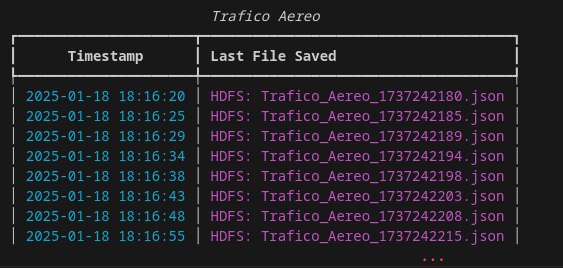 Trafico Aereo
Timestamp Last File Saved
2025-01-18 18:16:20 HDFS: Trafico_Aereo_1737242180.json
2025-01-18 18:16:25 HDFS: Trafico_Aereo_1737242185.json
2025-01-18 18:16:29 HDFS: Trafico_Aereo_1737242189.json
2025-01-18 18:16:34 HDFS: Trafico_Aereo_1737242194.json
2025-01-18 18:16:38 HDFS: Trafico_Aereo_1737242198.json
2025-01-18 18:16:43 HDFS: Trafico_Aereo_1737242203.json
2025-01-18 18:16:48 HDFS: Trafico_Aereo_1737242208.json
2025-01-18 18:16:55 HDFS: Trafico_Aereo_1737242215.json
...